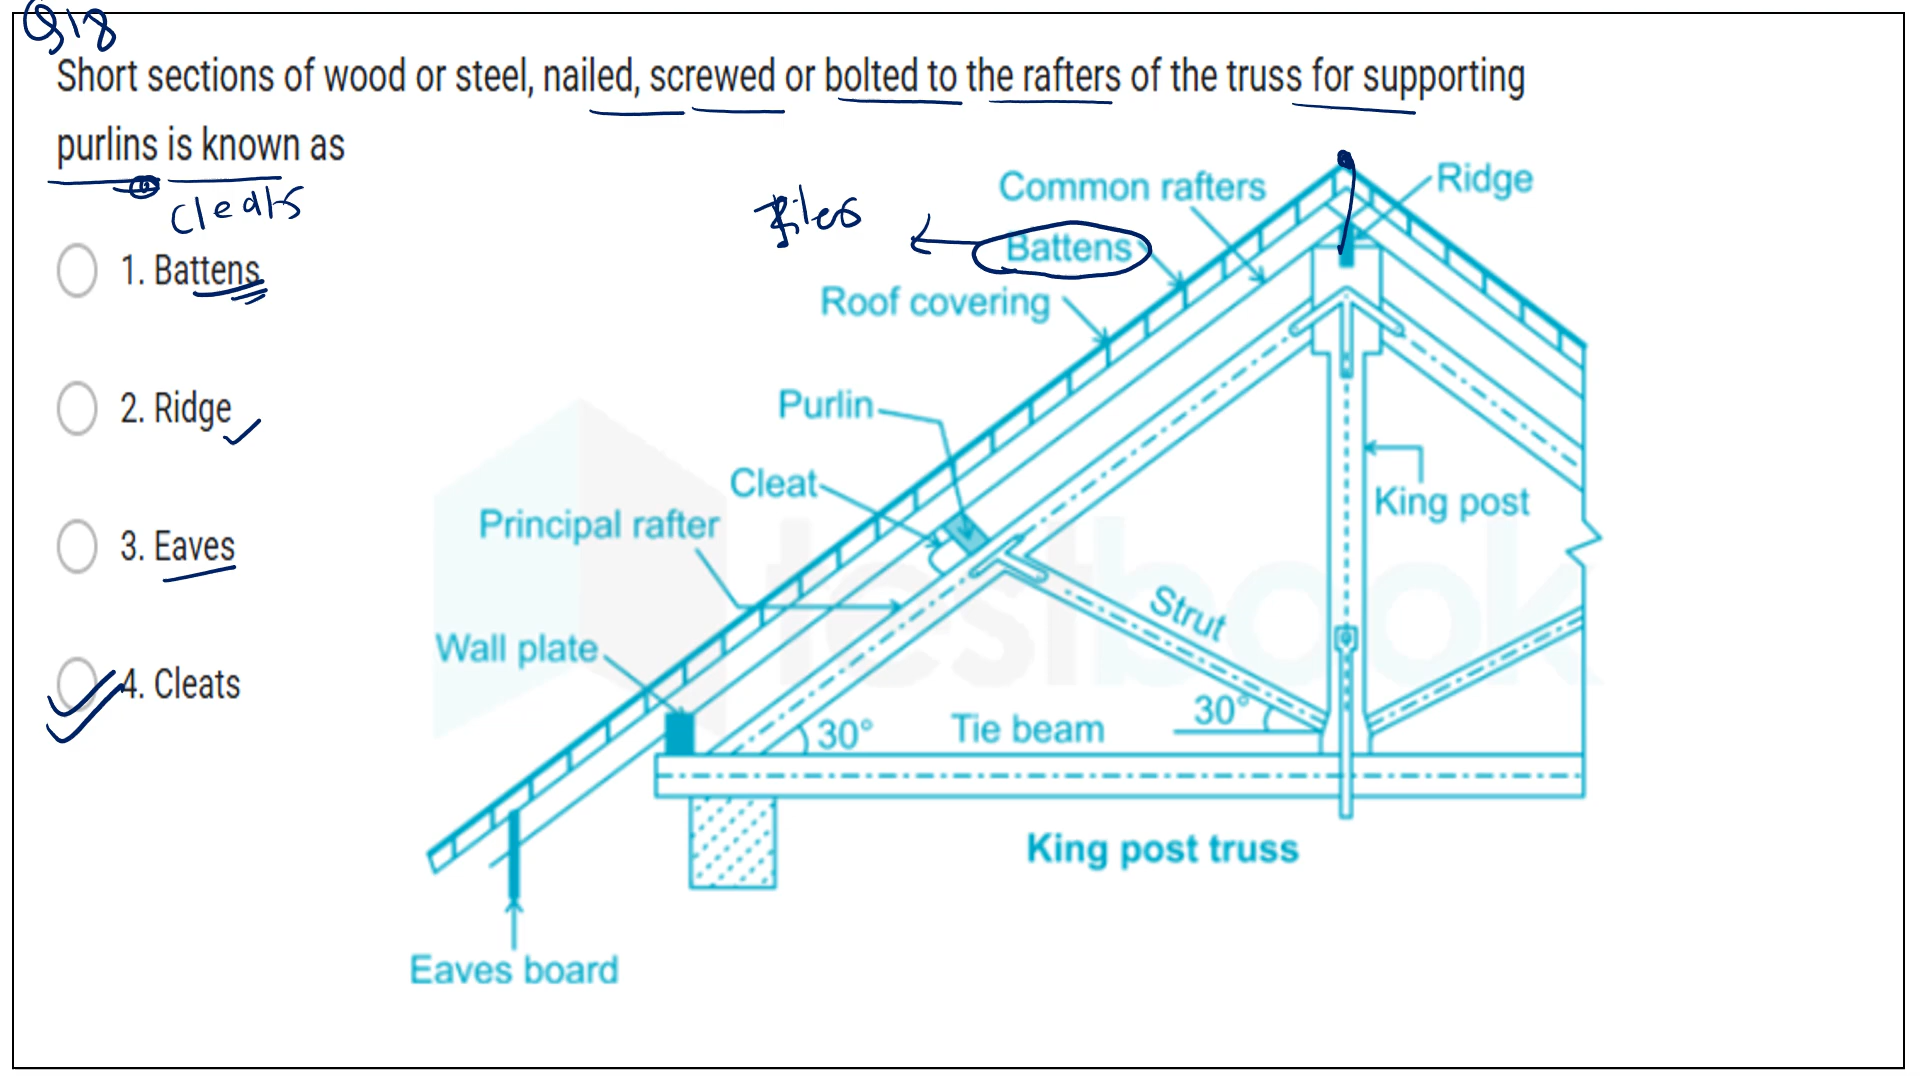 Q18
Short sections of wood or steel, nailed, screwed or bolted to the rafters of the truss for supporting
purlins is known as
Cleats
1. Battens
2. Ridge
3. Eaves
4. Cleats
Tiles
Common rafters
Ridge
Battens
Roof covering
Purlin
Cleat
Principal rafter
King post
Strut
Wall plate
30°
Tie beam
30°
King post truss
Eaves board
testbook